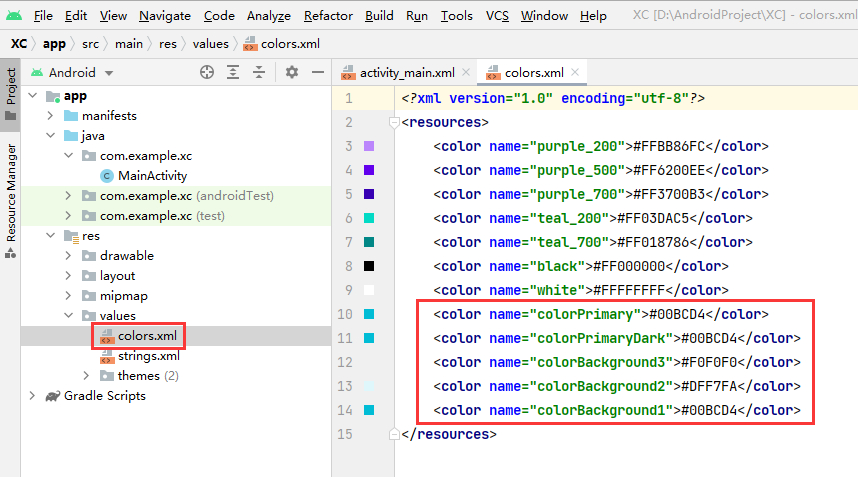 File Edit View Navigate Code Analyze Refactor Build Run Tools VCS Window Help XC [D:\AndroidProject\XC] - colors.xml
XC app src main res values colors.xml
Project
Resource Manager
Android
app
manifests
java
com.example.xc
MainActivity
com.example.xc (androidTest)
com.example.xc (test)
res
drawable
layout
mipmap
values
colors.xml
strings.xml
themes (2)
Gradle Scripts
activity_main.xml colors.xml
1 <?xml version="1.0" encoding="utf-8"?>
2 <resources>
3 <color name="purple_200">#FFBB86FC</color>
4 <color name="purple_500">#FF6200EE</color>
5 <color name="purple_700">#FF3700B3</color>
6 <color name="teal_200">#FF03DAC5</color>
7 <color name="teal_700">#FF018786</color>
8 <color name="black">#FF000000</color>
9 <color name="white">#FFFFFFFF</color>
10 <color name="colorPrimary">#00BCD4</color>
11 <color name="colorPrimaryDark">#00BCD4</color>
12 <color name="colorBackground3">#F0F0F0</color>
13 <color name="colorBackground2">#DFF7FA</color>
14 <color name="colorBackground1">#00BCD4</color>
15 </resources>